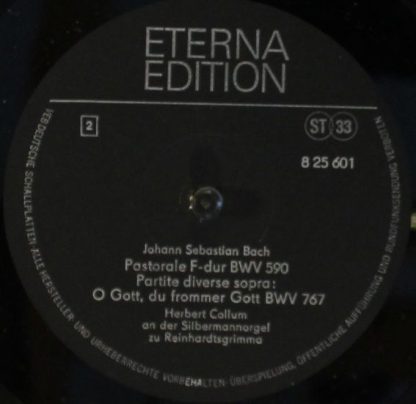 ETERNA
EDITION
2
ST 33
8 25 601
Johann Sebastian Bach
Pastorale F-dur BWV 590
Partite diverse sopra:
O Gott, du frommer Gott BWV 767
Herbert Collum
an der Silbermannorgel
zu Reinhardtsgrimma
VEB DEUTSCHE SCHALLPLATTEN ALLE HERSTELLER- UND URHEBERRECHTE VORBEHALTEN · ÜBERSPIELUNG, ÖFFENTLICHE AUFFÜHRUNG UND RUNDFUNKSENDUNG VERBOTEN